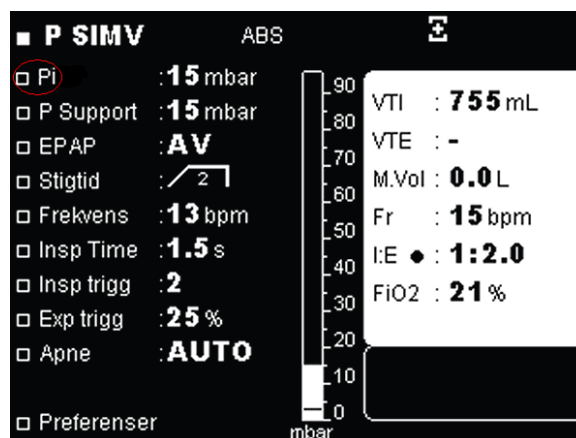 P SIMV ABS
Pi :15 mbar
P Support :15 mbar
EPAP :AV
Stigtid : 2
Frekvens :13 bpm
Insp Time :1.5 s
Insp trigg :2
Exp trigg :25 %
Apne :AUTO
Preferenser
90
80
70
60
50
40
30
20
10
0
mbar
VTI : 755 mL
VTE : -
M.Vol : 0.0 L
Fr : 15 bpm
I:E ● : 1:2.0
FiO2 : 21 %